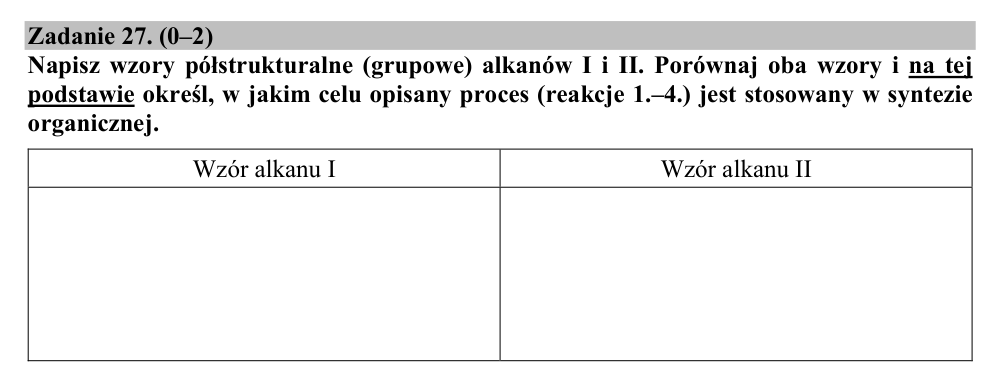 Zadanie 27. (0–2)
Napisz wzory półstrukturalne (grupowe) alkanów I i II. Porównaj oba wzory i na tej
podstawie określ, w jakim celu opisany proces (reakcje 1.–4.) jest stosowany w syntezie
organicznej.
Wzór alkanu I
Wzór alkanu II